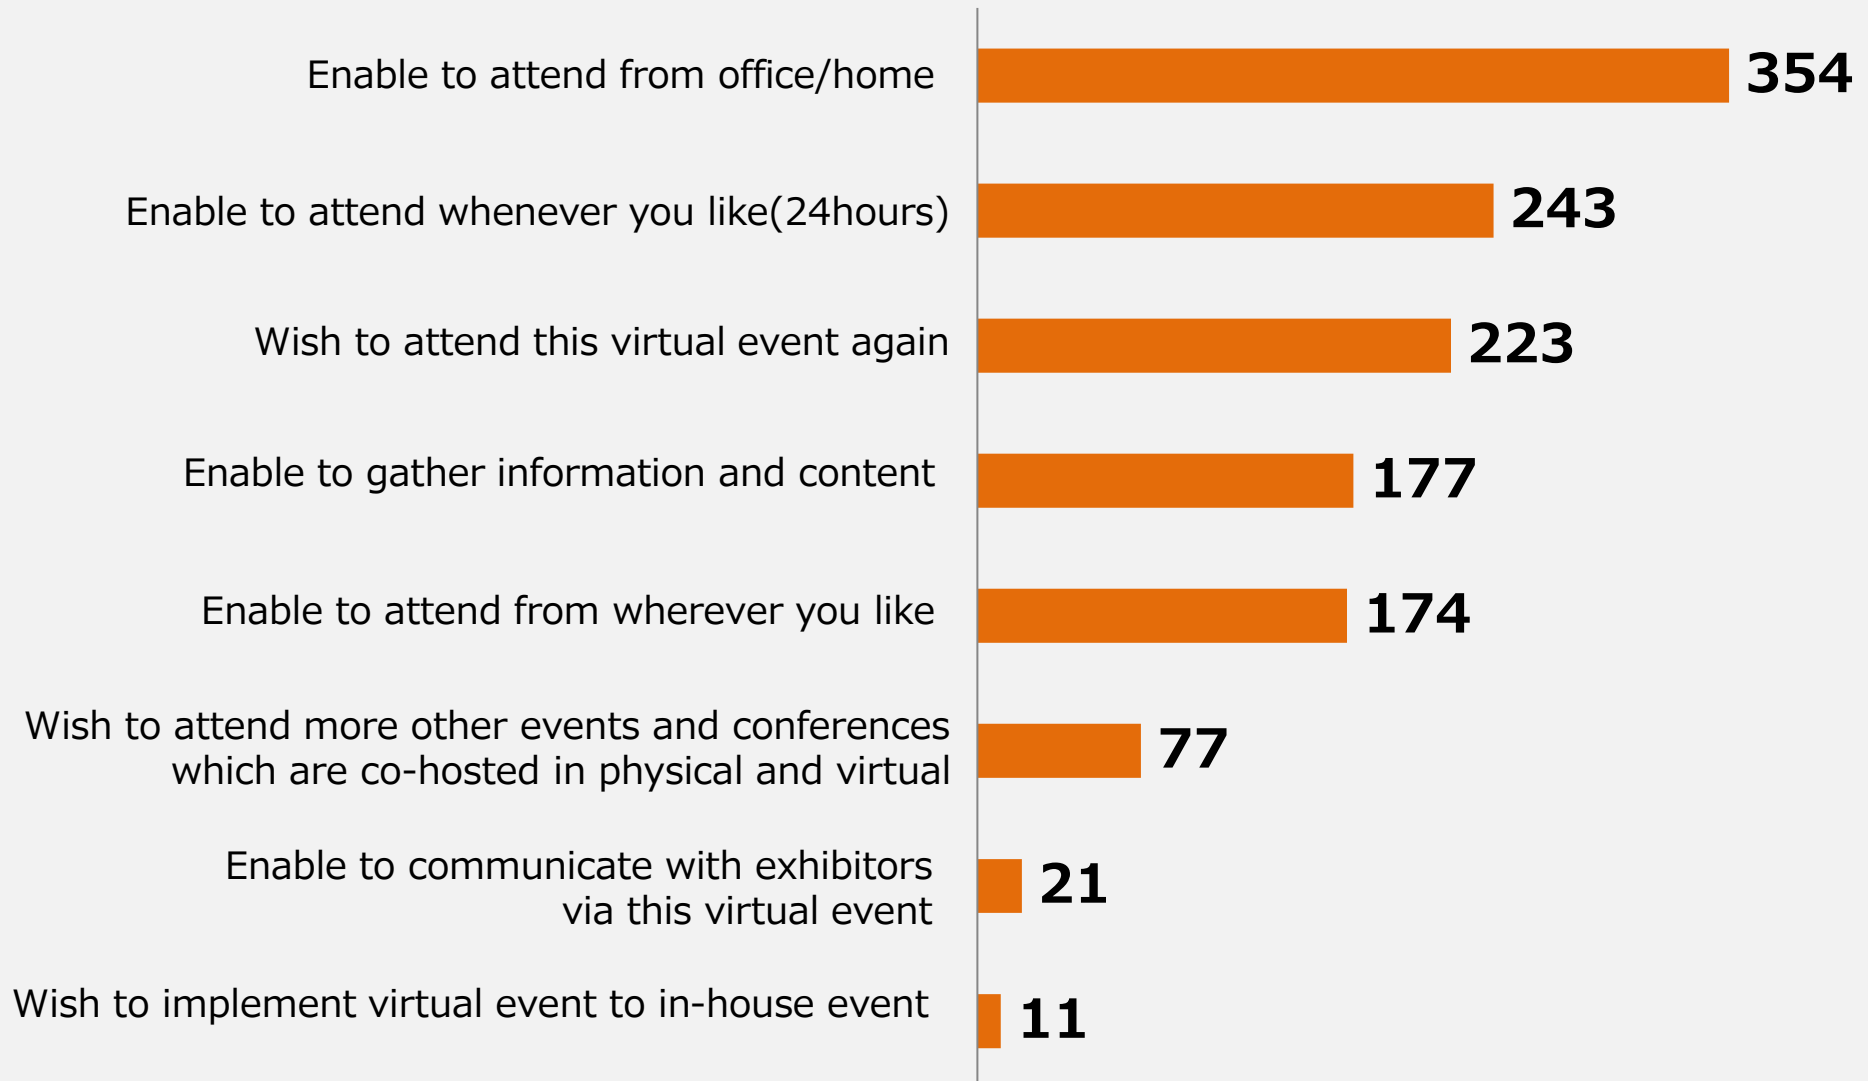 Enable to attend from office/home 354
Enable to attend whenever you like(24hours) 243
Wish to attend this virtual event again 223
Enable to gather information and content 177
Enable to attend from wherever you like 174
Wish to attend more other events and conferences
which are co-hosted in physical and virtual 77
Enable to communicate with exhibitors
via this virtual event 21
Wish to implement virtual event to in-house event 11